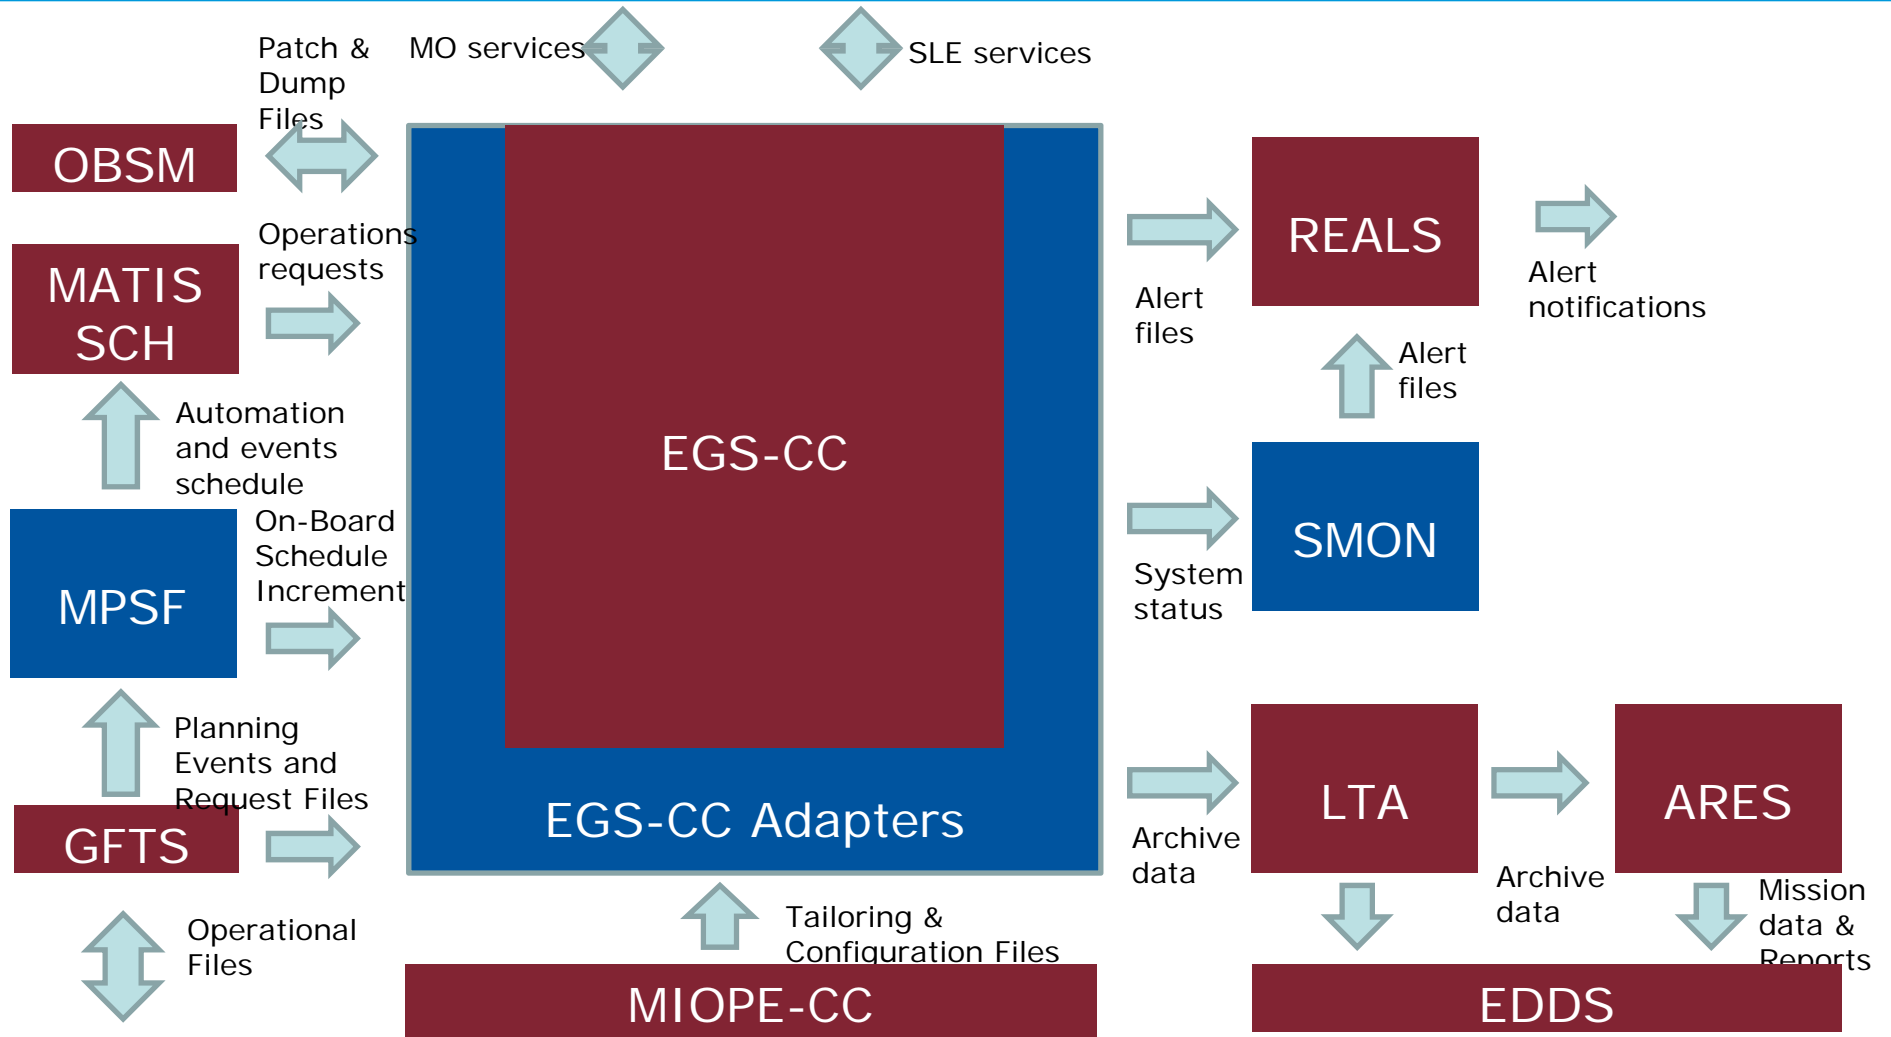 Patch &
Dump
Files
MO services
SLE services
OBSM
Operations
requests
MATIS
SCH
Automation
and events
schedule
On-Board
Schedule
Increment
MPSF
Planning
Events and
Request Files
GFTS
Operational
Files
EGS-CC
EGS-CC Adapters
Tailoring &
Configuration Files
MIOPE-CC
Alert
files
REALS
Alert
notifications
Alert
files
System
status
SMON
Archive
data
LTA
Archive
data
ARES
Mission
data &
Reports
EDDS